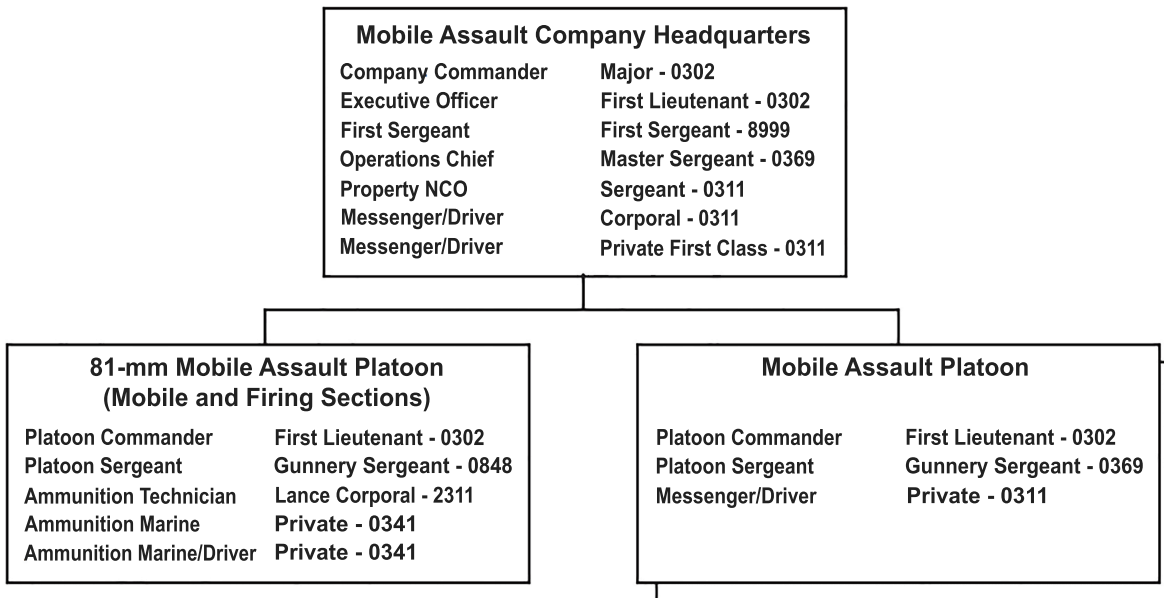 Mobile Assault Company Headquarters
Company Commander Major - 0302
Executive Officer First Lieutenant - 0302
First Sergeant First Sergeant - 8999
Operations Chief Master Sergeant - 0369
Property NCO Sergeant - 0311
Messenger/Driver Corporal - 0311
Messenger/Driver Private First Class - 0311
81-mm Mobile Assault Platoon
(Mobile and Firing Sections)
Platoon Commander First Lieutenant - 0302
Platoon Sergeant Gunnery Sergeant - 0848
Ammunition Technician Lance Corporal - 2311
Ammunition Marine Private - 0341
Ammunition Marine/Driver Private - 0341
Mobile Assault Platoon
Platoon Commander First Lieutenant - 0302
Platoon Sergeant Gunnery Sergeant - 0369
Messenger/Driver Private - 0311